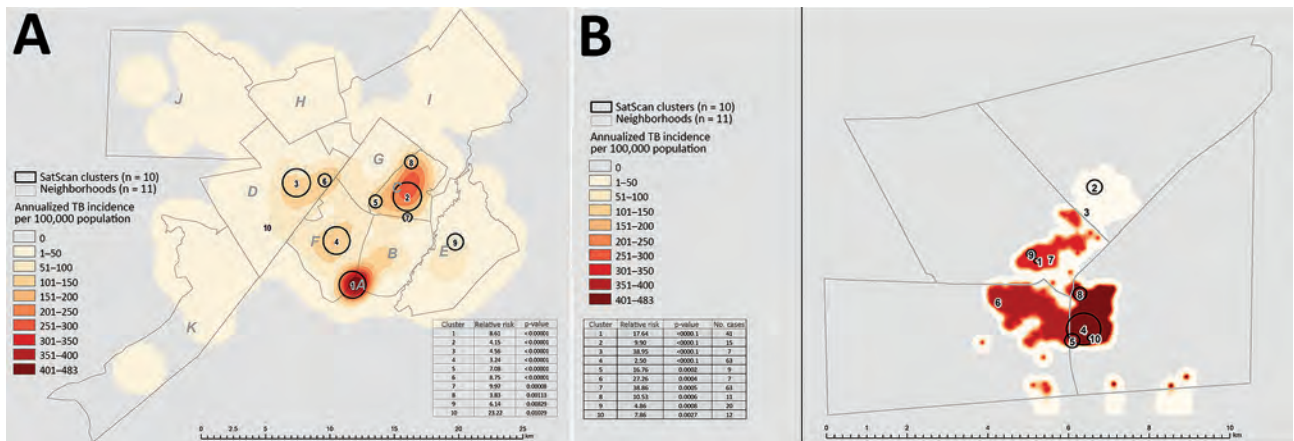 A
J
H
I
G
D
C
F
B
E
A
K
3
6
8
5
2
7
4
9
1
10
SatScan clusters (n = 10)
Neighborhoods (n = 11)
Annualized TB incidence
per 100,000 population
0
1–50
51–100
101–150
151–200
201–250
251–300
301–350
351–400
401–483
Cluster Relative risk p-value
1 8.61 <0.00001
2 4.15 <0.00001
3 4.56 <0.00001
4 3.24 <0.00001
5 7.08 <0.00001
6 8.75 <0.00001
7 9.97 0.00008
8 3.83 0.00113
9 6.14 0.00829
10 23.22
0 5 10 15 20 25
km
B
SatScan clusters (n = 10)
Neighborhoods (n = 11)
Annualized TB incidence
per 100,000 population
0
1–50
51–100
101–150
151–200
201–250
251–300
301–350
351–400
401–483
Cluster Relative risk p-value No. cases
1 17.64 <0000.1 41
2 9.90 <0000.1 15
3 38.95 <0000.1 7
4 2.50 <0000.1 63
5 16.76 0.0002 9
6 27.26 0.0004 7
7 38.86 0.0005 63
8 10.53 0.0006 11
9 4.86 0.0008 20
10 7.86 0.0027 12
2
3
9
1
7
6
8
4
5
10
0 2 4 6 8 10
km